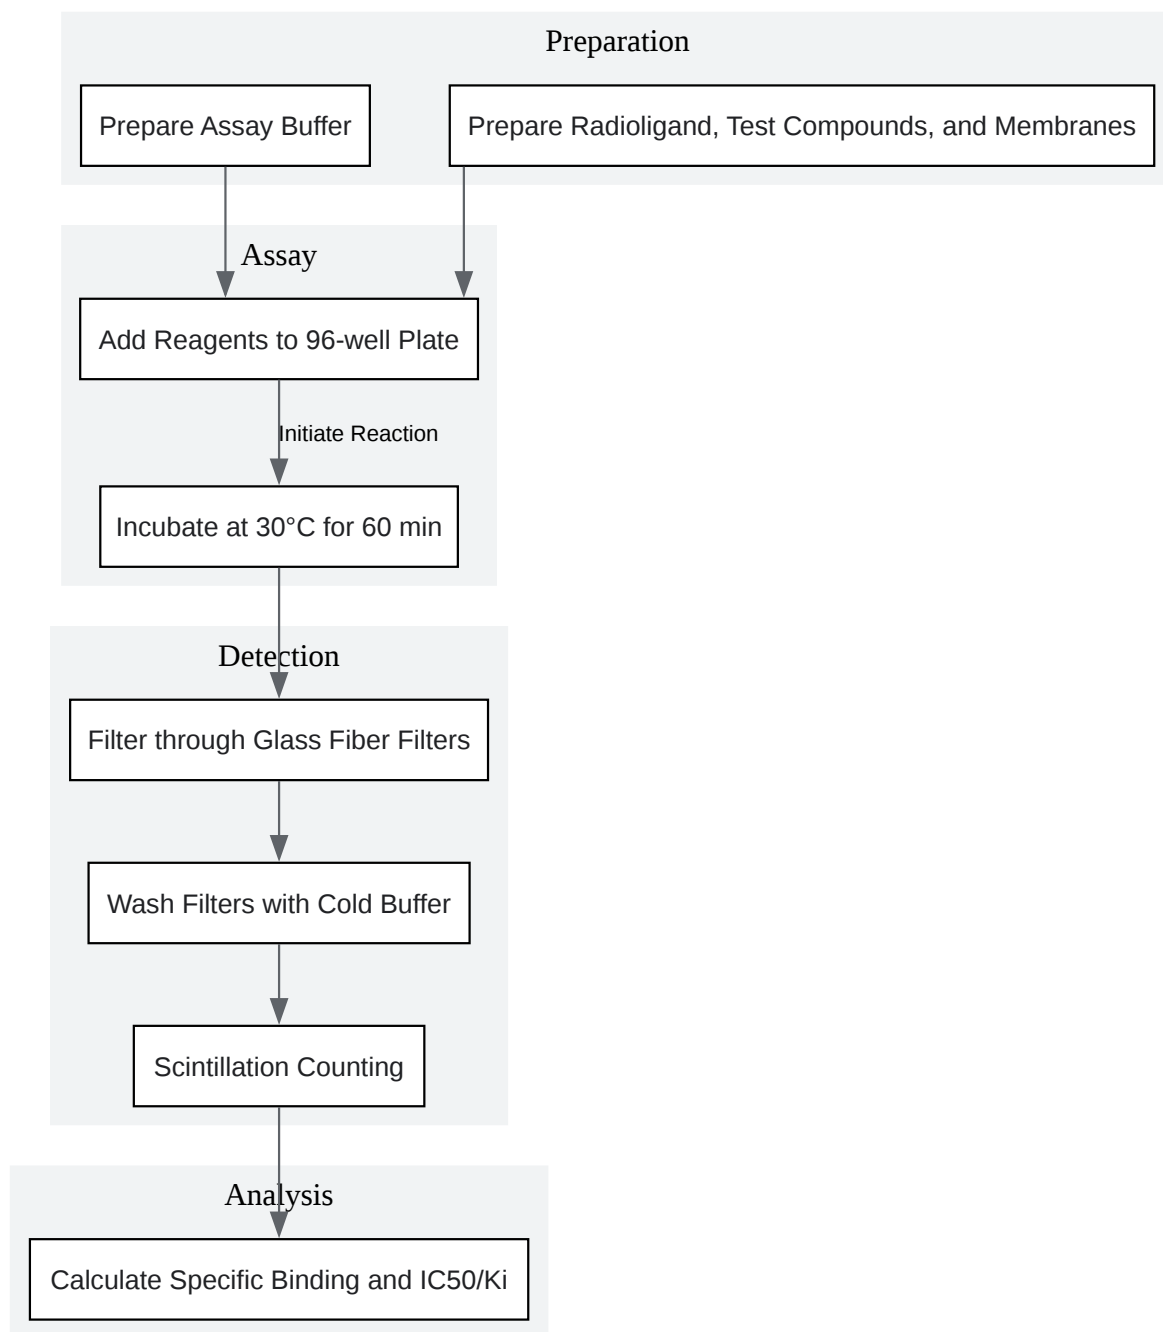 Preparation
Prepare Assay Buffer
Prepare Radioligand, Test Compounds, and Membranes
Assay
Add Reagents to 96-well Plate
Initiate Reaction
Incubate at 30°C for 60 min
Detection
Filter through Glass Fiber Filters
Wash Filters with Cold Buffer
Scintillation Counting
Analysis
Calculate Specific Binding and IC50/Ki